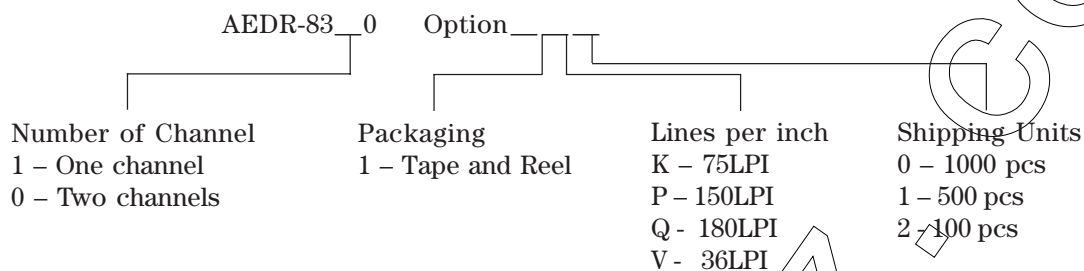 AEDR-83__0 Option__ __ __
Number of Channel
1 – One channel
0 – Two channels
Packaging
1 – Tape and Reel
Lines per inch
K – 75LPI
P – 150LPI
Q - 180LPI
V - 36LPI
Shipping Units
0 – 1000 pcs
1 – 500 pcs
2 - 100 pcs